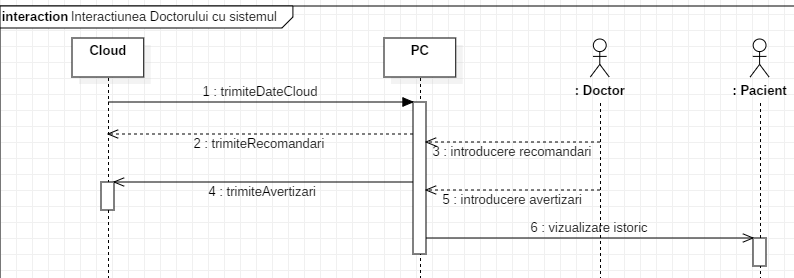 interaction Interactiunea Doctorului cu sistemul
Cloud
PC
: Doctor
: Pacient
1 : trimiteDateCloud
2 : trimiteRecomandari
3 : introducere recomandari
4 : trimiteAvertizari
5 : introducere avertizari
6 : vizualizare istoric